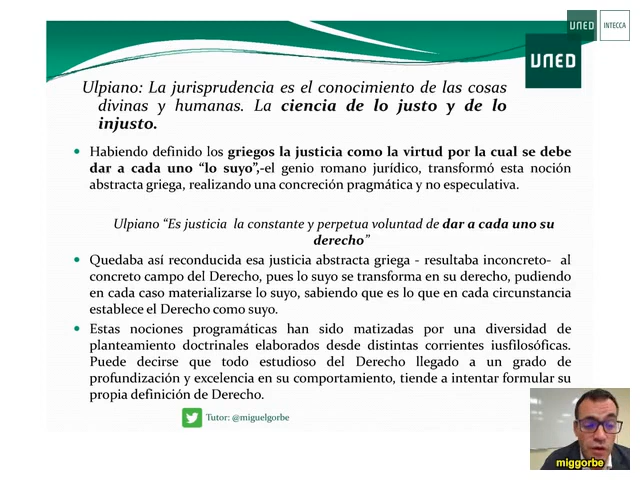 UNED
INTECCA
UNED
Ulpiano: La jurisprudencia es el conocimiento de las cosas
divinas y humanas. La ciencia de lo justo y de lo
injusto.
Habiendo definido los griegos la justicia como la virtud por la cual se debe
dar a cada uno “lo suyo”,-el genio romano jurídico, transformó esta noción
abstracta griega, realizando una concreción pragmática y no especulativa.
Ulpiano “Es justicia la constante y perpetua voluntad de dar a cada uno su
derecho”
Quedaba así reconducida esa justicia abstracta griega - resultaba inconcreto- al
concreto campo del Derecho, pues lo suyo se transforma en su derecho, pudiendo
en cada caso materializarse lo suyo, sabiendo que es lo que en cada circunstancia
establece el Derecho como suyo.
Estas nociones programáticas han sido matizadas por una diversidad de
planteamiento doctrinales elaborados desde distintas corrientes iusfilosóficas.
Puede decirse que todo estudioso del Derecho llegado a un grado de
profundización y excelencia en su comportamiento, tiende a intentar formular su
propia definición de Derecho.
Tutor: @miguelgorbe
miggorbe